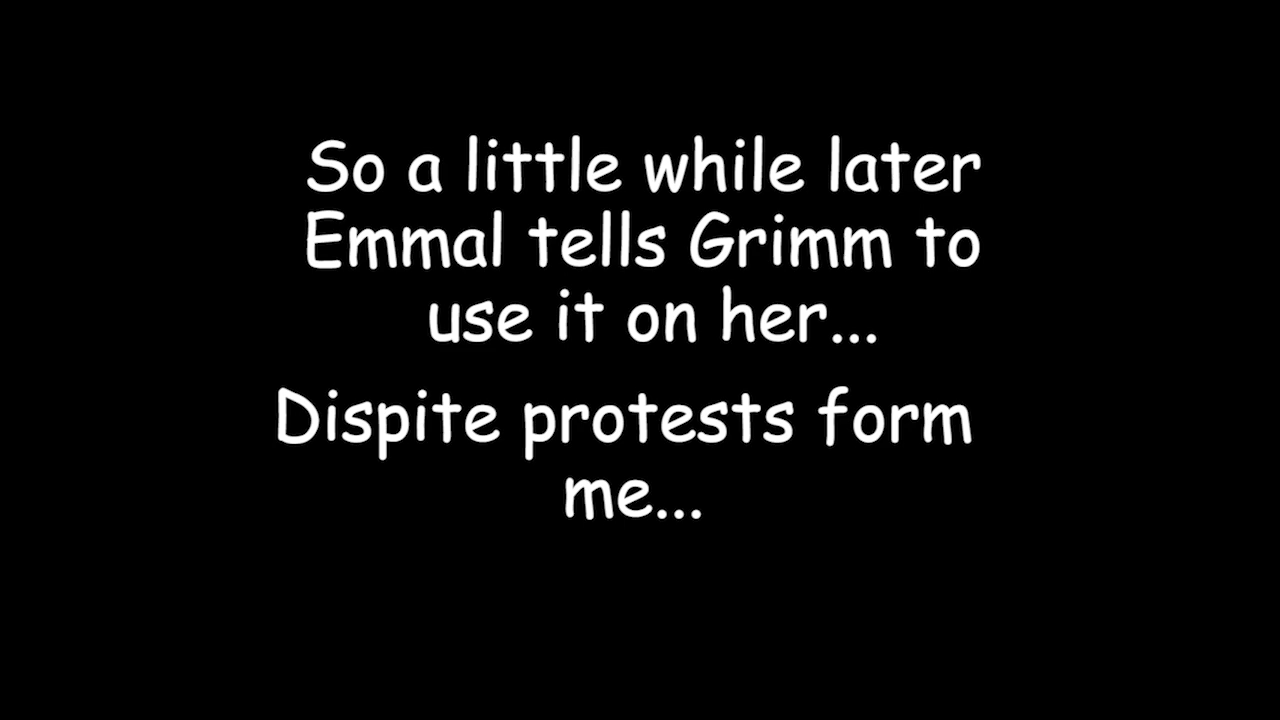 So a little while later
Emmal tells Grimm to
use it on her...
Dispite protests form
me...